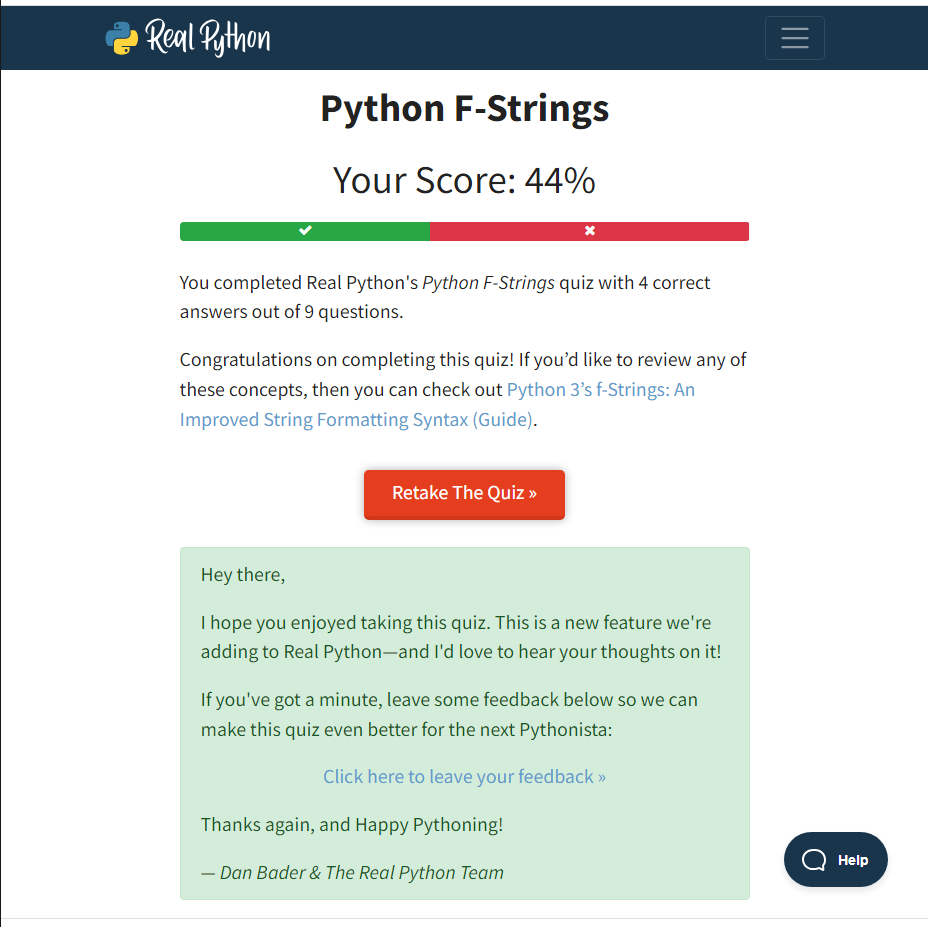 Real Python
Python F-Strings
Your Score: 44%
You completed Real Python's Python F-Strings quiz with 4 correct
answers out of 9 questions.
Congratulations on completing this quiz! If you’d like to review any of
these concepts, then you can check out Python 3’s f-Strings: An
Improved String Formatting Syntax (Guide).
Retake The Quiz »
Hey there,
I hope you enjoyed taking this quiz. This is a new feature we're
adding to Real Python—and I'd love to hear your thoughts on it!
If you've got a minute, leave some feedback below so we can
make this quiz even better for the next Pythonista:
Click here to leave your feedback »
Thanks again, and Happy Pythoning!
— Dan Bader & The Real Python Team
Help